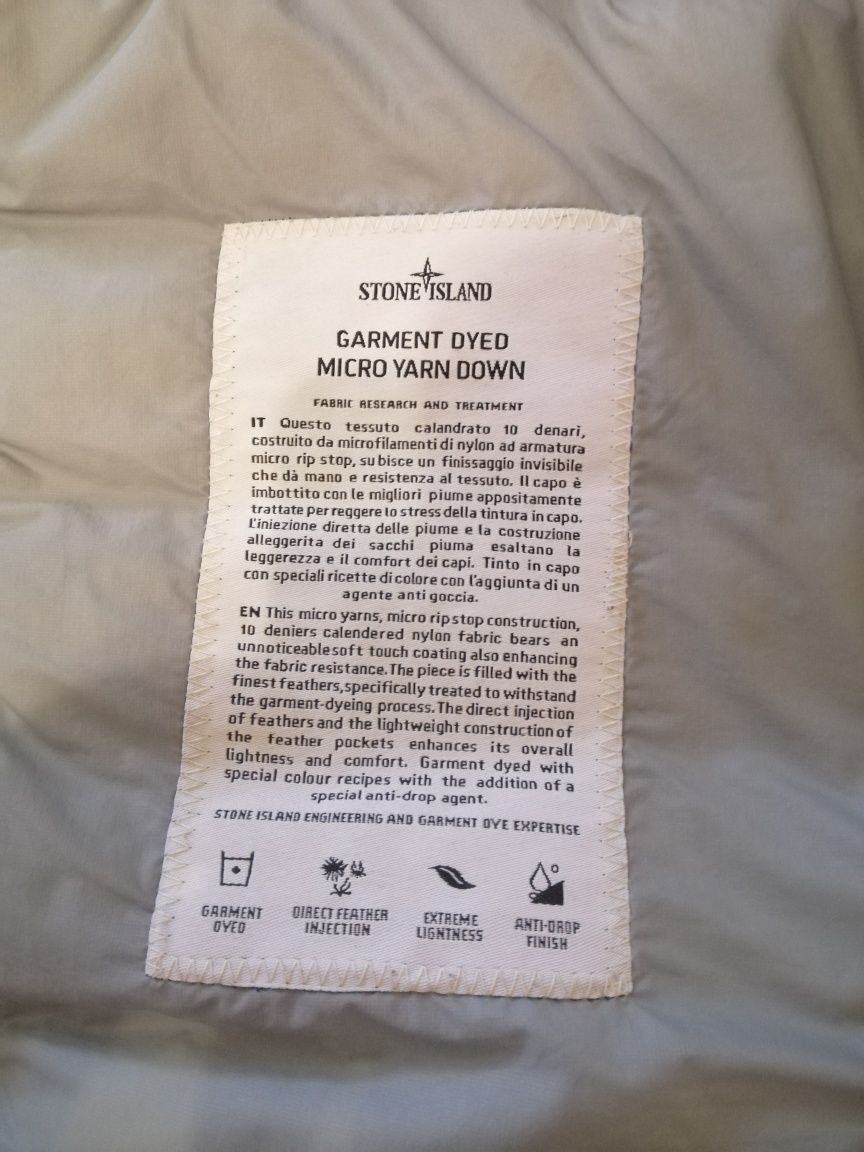 STONE ISLAND
GARMENT DYED
MICRO YARN DOWN
FABRIC RESEARCH AND TREATMENT
IT Questo tessuto calandrato 10 denari,
costruito da microfilamenti di nylon ad armatura
micro rip stop, subisce un finissaggio invisibile
che dà mano e resistenza al tessuto. Il capo è
imbottito con le migliori piume appositamente
trattate per reggere lo stress della tintura in capo.
L'iniezione diretta delle piume e la costruzione
alleggerita dei sacchi piuma esaltano la
leggerezza e il comfort dei capi. Tinto in capo
con speciali ricette di colore con l'aggiunta di un
agente anti goccia.
EN This micro yarns, micro rip stop construction,
10 deniers calendered nylon fabric bears an
unnoticeable soft touch coating also enhancing
the fabric resistance. The piece is filled with the
finest feathers, specifically treated to withstand
the garment-dyeing process. The direct injection
of feathers and the lightweight construction of
the feather pockets enhances its overall
lightness and comfort. Garment dyed with
special colour recipes with the addition of a
special anti-drop agent.
STONE ISLAND ENGINEERING AND GARMENT DYE EXPERTISE
GARMENT DYED
DIRECT FEATHER INJECTION
EXTREME LIGHTNESS
ANTI-DROP FINISH